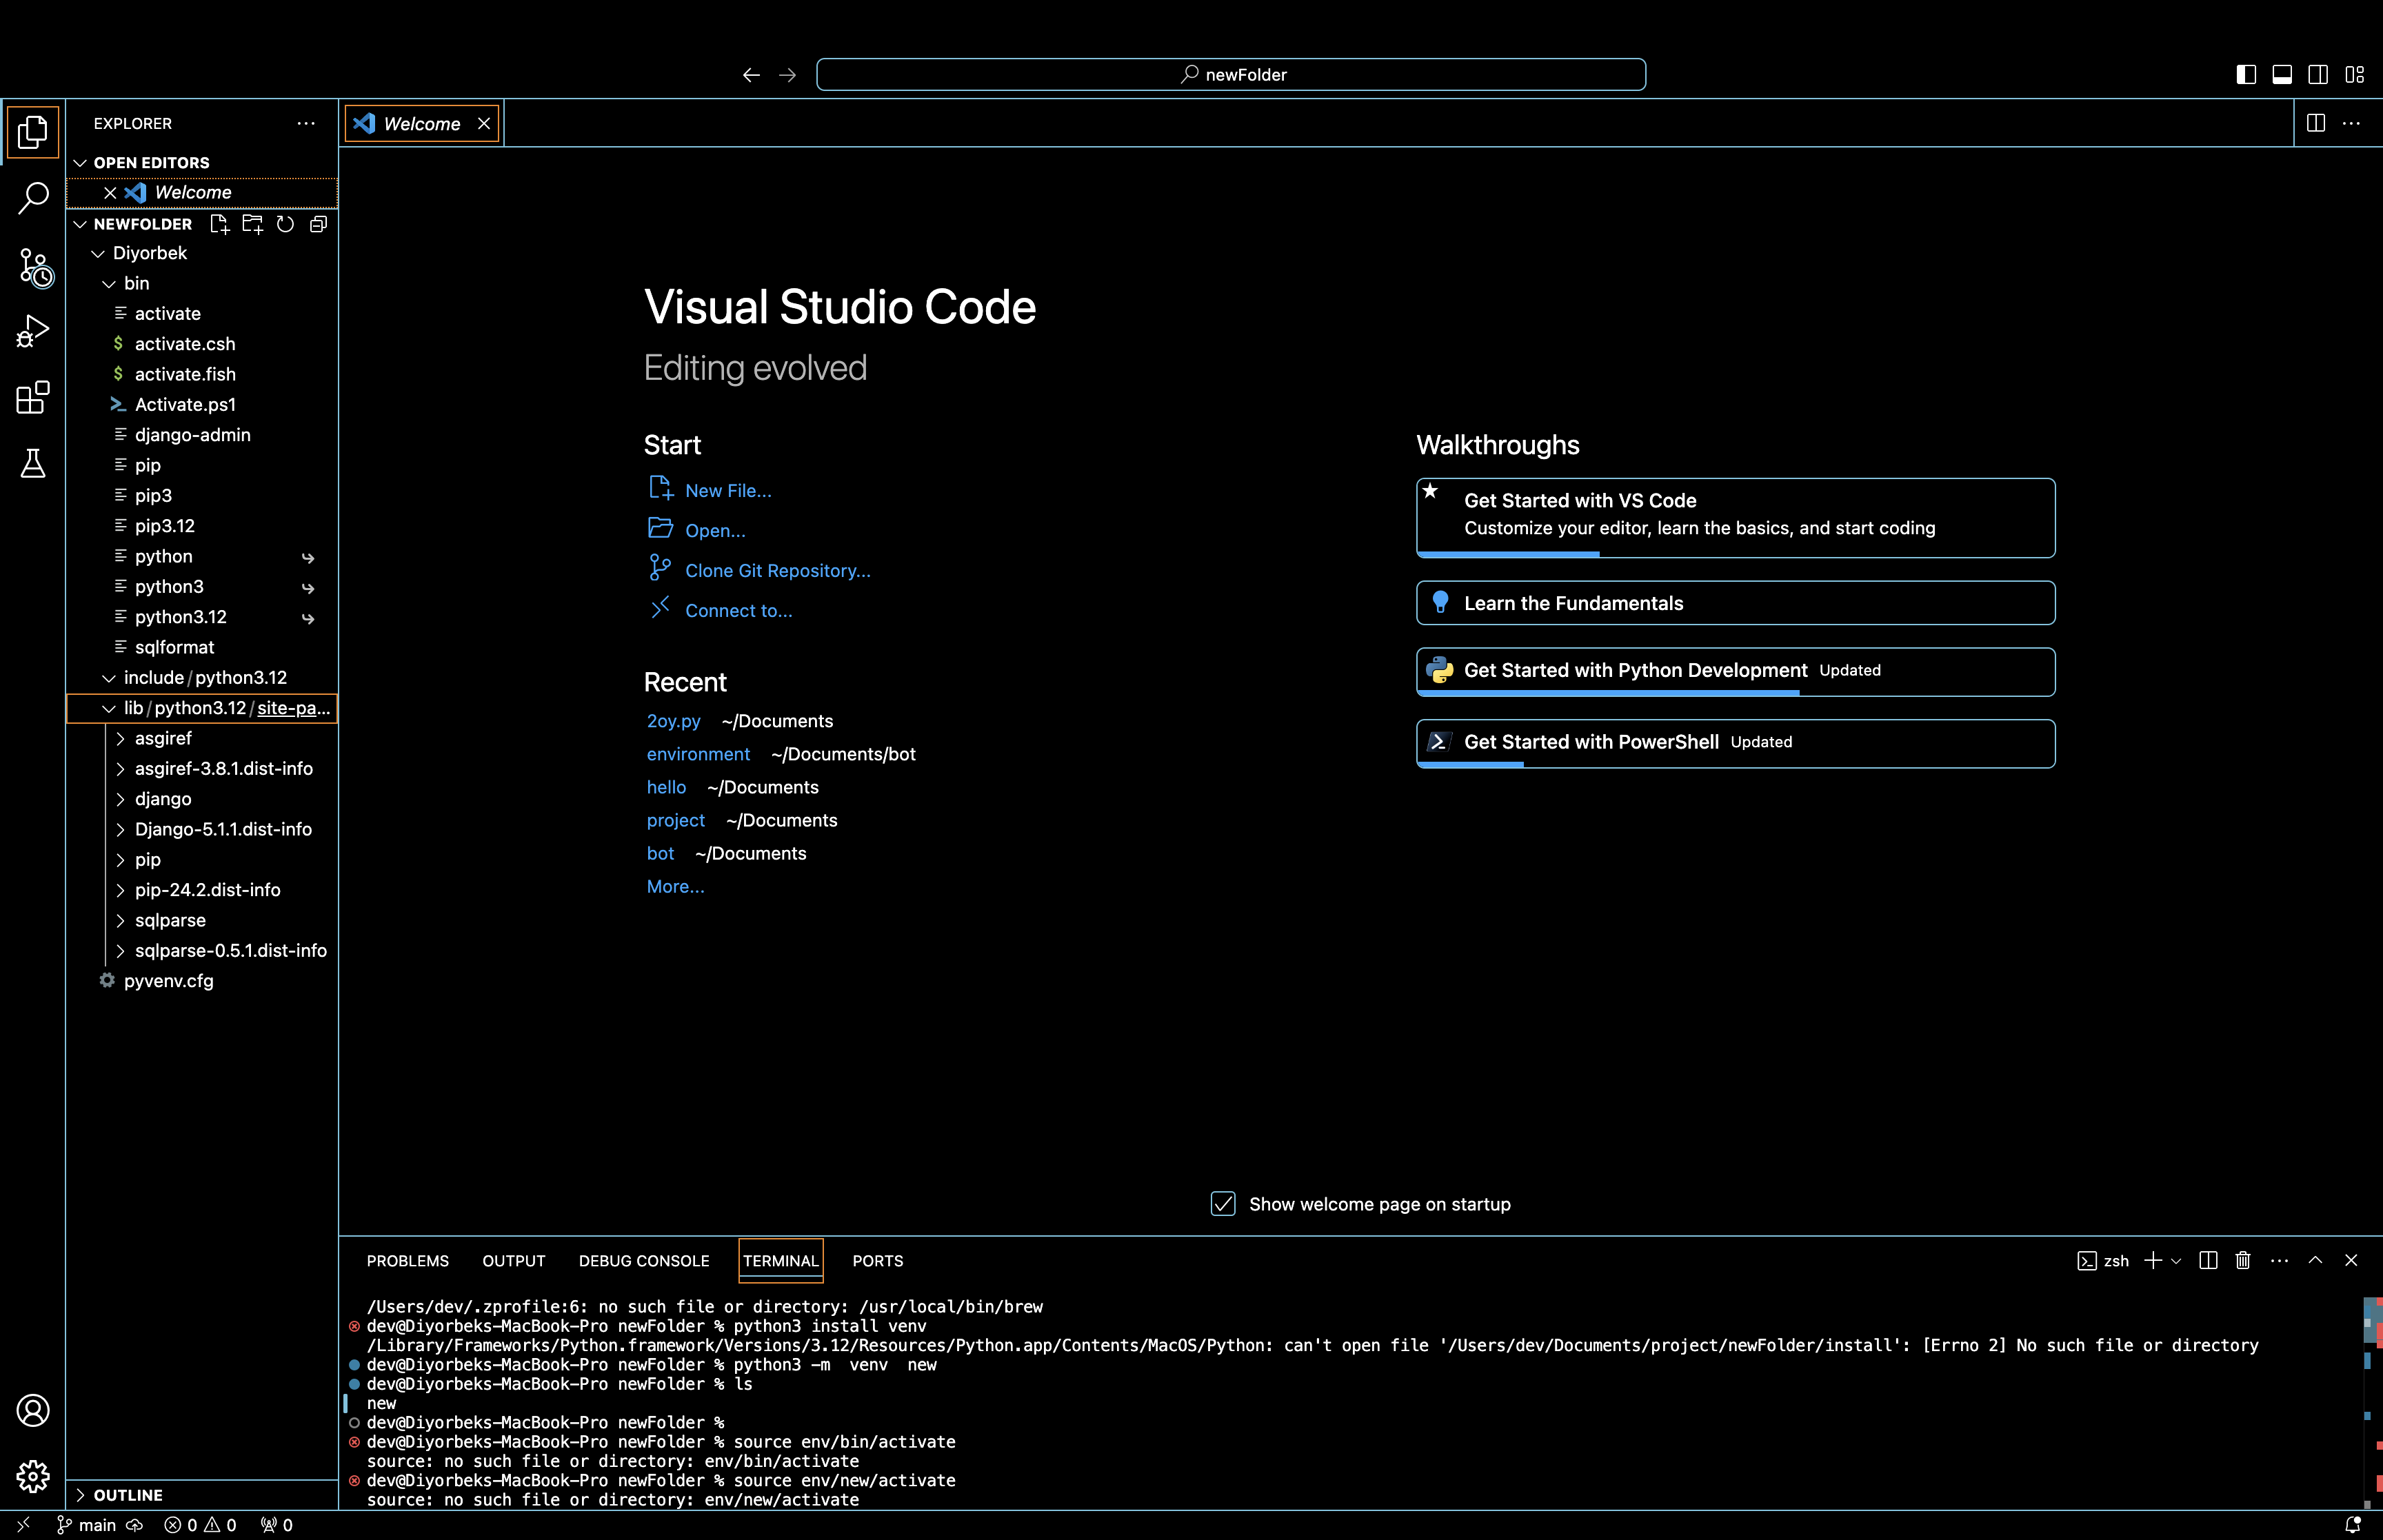 newFolder
EXPLORER
OPEN EDITORS
Welcome
NEWFOLDER
Diyorbek
bin
activate
activate.csh
activate.fish
Activate.ps1
django-admin
pip
pip3
pip3.12
python
python3
python3.12
sqlformat
include/python3.12
lib/python3.12/site-pa...
asgiref
asgiref-3.8.1.dist-info
django
Django-5.1.1.dist-info
pip
pip-24.2.dist-info
sqlparse
sqlparse-0.5.1.dist-info
pyvenv.cfg
OUTLINE
Welcome
Visual Studio Code
Editing evolved
Start
New File...
Open...
Clone Git Repository...
Connect to...
Recent
2oy.py ~/Documents
environment ~/Documents/bot
hello ~/Documents
project ~/Documents
bot ~/Documents
More...
Walkthroughs
Get Started with VS Code
Customize your editor, learn the basics, and start coding
Learn the Fundamentals
Get Started with Python Development Updated
Get Started with PowerShell Updated
Show welcome page on startup
PROBLEMS OUTPUT DEBUG CONSOLE TERMINAL PORTS
zsh
/Users/dev/.zprofile:6: no such file or directory: /usr/local/bin/brew
dev@Diyorbeks-MacBook-Pro newFolder % python3 install venv
/Library/Frameworks/Python.framework/Versions/3.12/Resources/Python.app/Contents/MacOS/Python: can't open file '/Users/dev/Documents/project/newFolder/install': [Errno 2] No such file or directory
dev@Diyorbeks-MacBook-Pro newFolder % python3 -m  venv  new
dev@Diyorbeks-MacBook-Pro newFolder % ls
new
dev@Diyorbeks-MacBook-Pro newFolder %
dev@Diyorbeks-MacBook-Pro newFolder % source env/bin/activate
source: no such file or directory: env/bin/activate
dev@Diyorbeks-MacBook-Pro newFolder % source env/new/activate
source: no such file or directory: env/new/activate
main 0 0 0